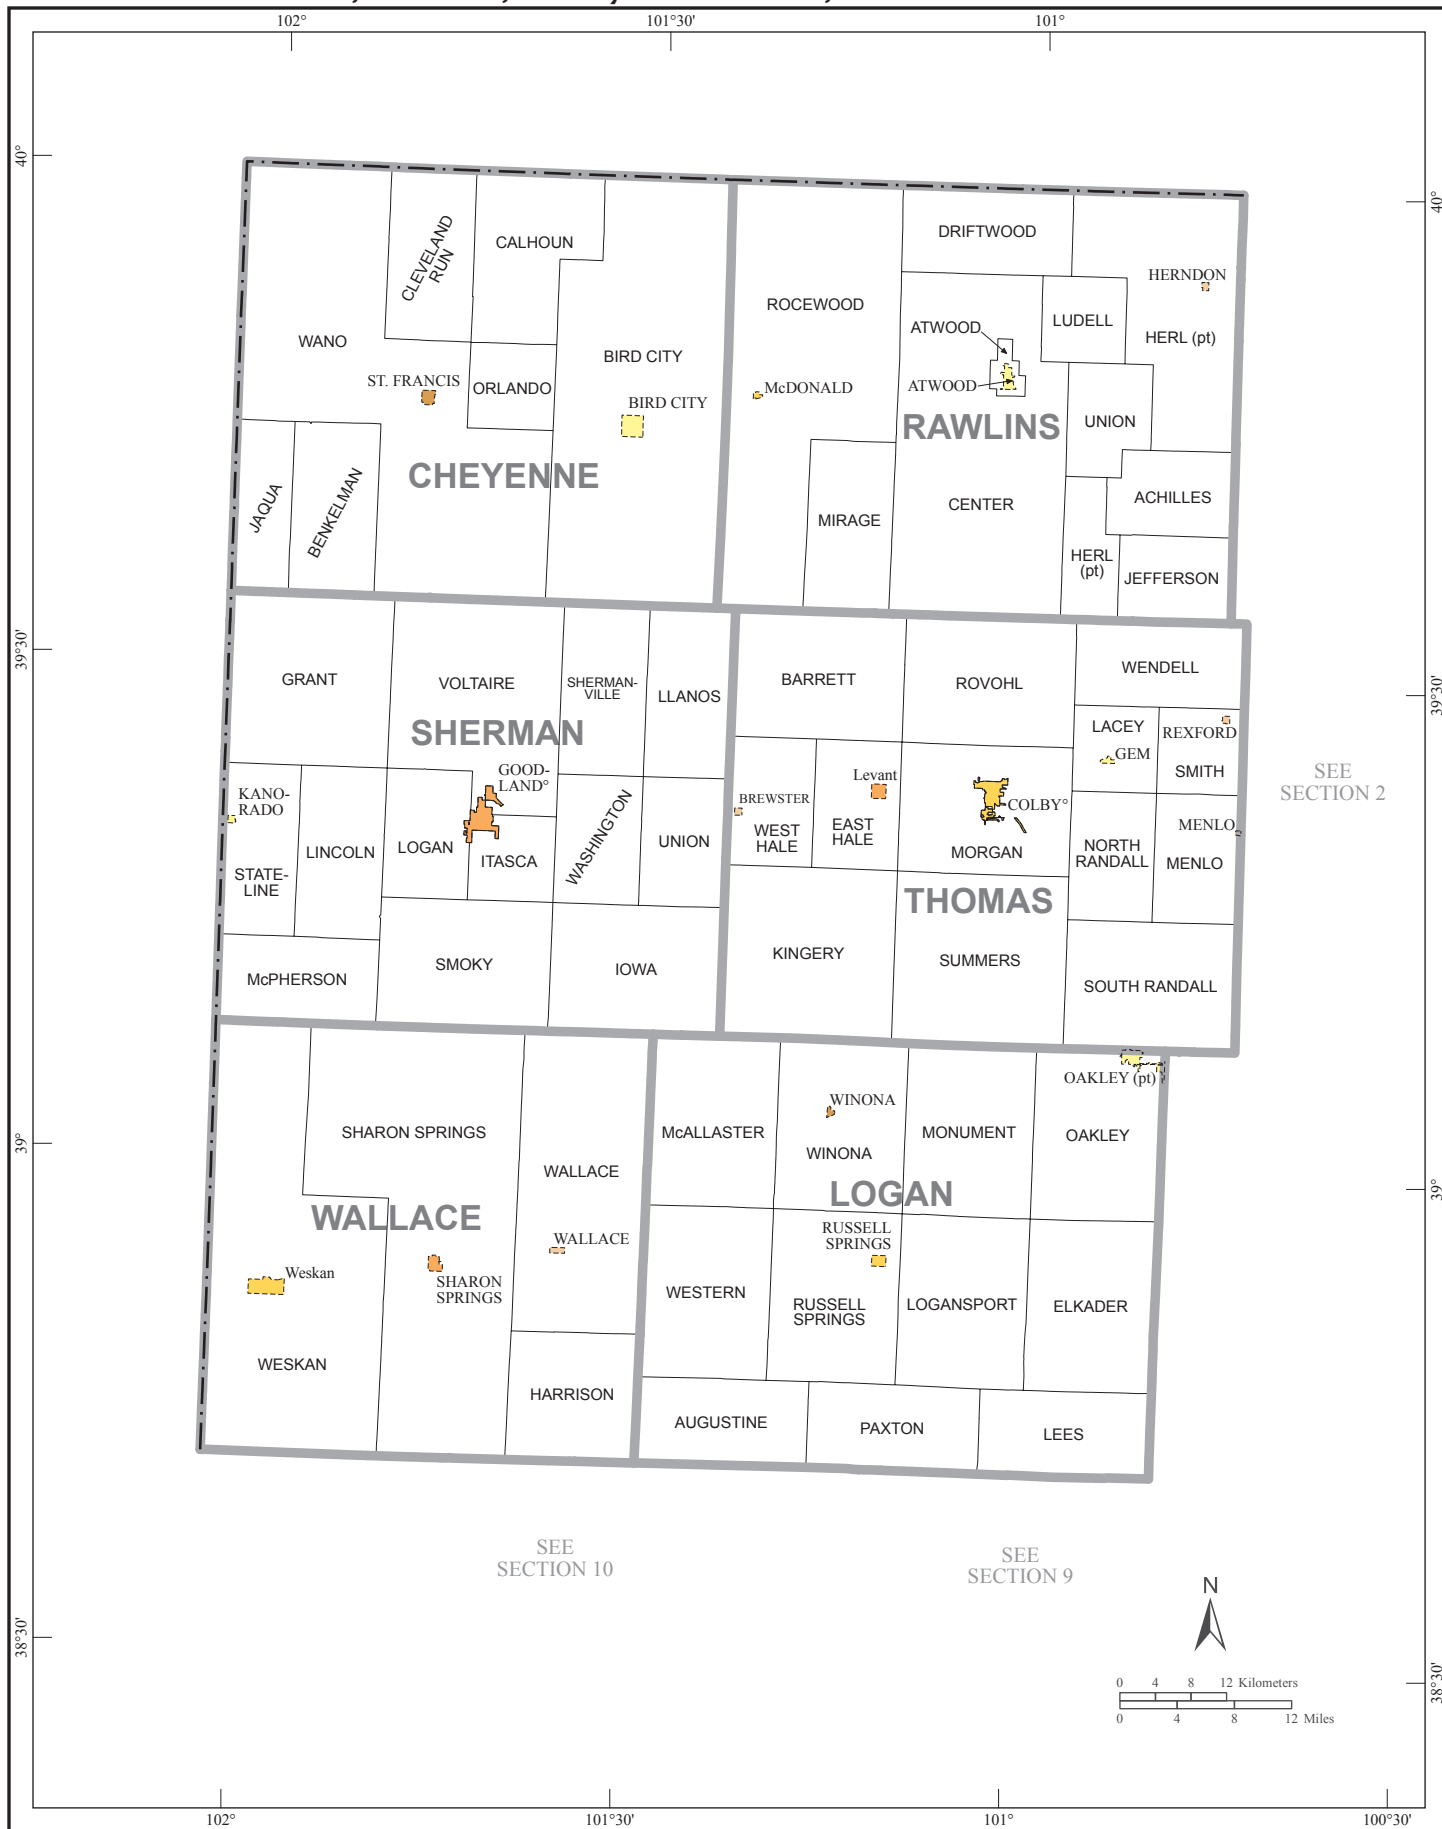 102°
101°30'
101°
40°
40°
DRIFTWOOD
CALHOUN
CLEVELAND
RUN
HERNDON
ROCEWOOD
LUDELL
ATWOOD
HERL (pt)
WANO
BIRD CITY
ST. FRANCIS
ORLANDO
McDONALD
ATWOOD
BIRD CITY
UNION
RAWLINS
CHEYENNE
JAQUA
BENKELMAN
ACHILLES
CENTER
MIRAGE
HERL
(pt)
JEFFERSON
39°30'
39°30'
GRANT
VOLTAIRE
SHERMAN-
VILLE
LLANOS
BARRETT
ROVOHL
WENDELL
SHERMAN
LACEY
REXFORD
GEM
SMITH
SEE
SECTION 2
GOOD-
LAND°
Levant
KANO-
RADO
BREWSTER
COLBY°
WEST
HALE
EAST
HALE
MENLO
LINCOLN
LOGAN
ITASCA
WASHINGTON
UNION
MORGAN
NORTH
RANDALL
MENLO
STATE-
LINE
THOMAS
KINGERY
SUMMERS
McPHERSON
SMOKY
IOWA
SOUTH RANDALL
OAKLEY (pt)
WINONA
SHARON SPRINGS
McALLASTER
MONUMENT
OAKLEY
WINONA
39°
39°
WALLACE
LOGAN
WALLACE
RUSSELL
SPRINGS
WALLACE
Weskan
SHARON
SPRINGS
WESTERN
RUSSELL
SPRINGS
LOGANSPORT
ELKADER
WESKAN
HARRISON
AUGUSTINE
PAXTON
LEES
SEE
SECTION 10
SEE
SECTION 9
N
38°30'
38°30'
0 4 8 12 Kilometers
0 4 8 12 Miles
102°
101°30'
101°
100°30'